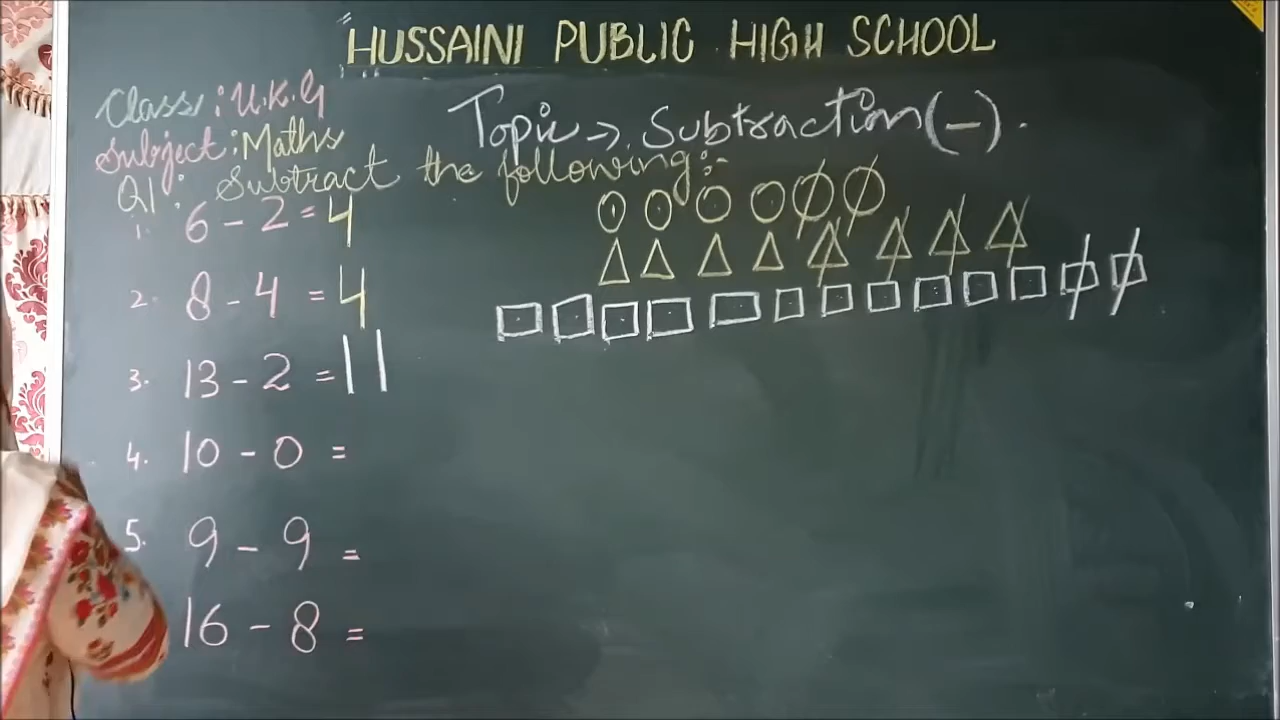 "HUSSAINI PUBLIC HIGH SCHOOL
Class: U.K.G
Topic → Subtraction (-).
Subject: Maths
Q1: Subtract the following:-
1. 6 - 2 = 4
2. 8 - 4 = 4
3. 13 - 2 = 11
4. 10 - 0 =
5. 9 - 9 =
16 - 8 =